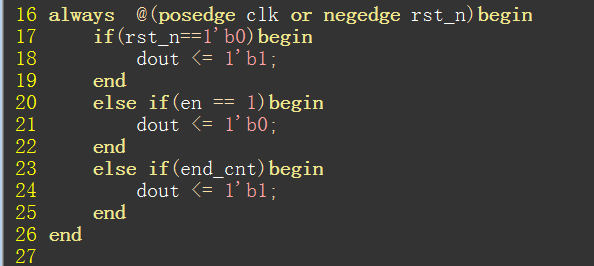 16 always  @(posedge clk or negedge rst_n)begin
17     if(rst_n==1'b0)begin
18         dout <= 1'b1;
19     end
20     else if(en == 1)begin
21         dout <= 1'b0;
22     end
23     else if(end_cnt)begin
24         dout <= 1'b1;
25     end
26 end
27